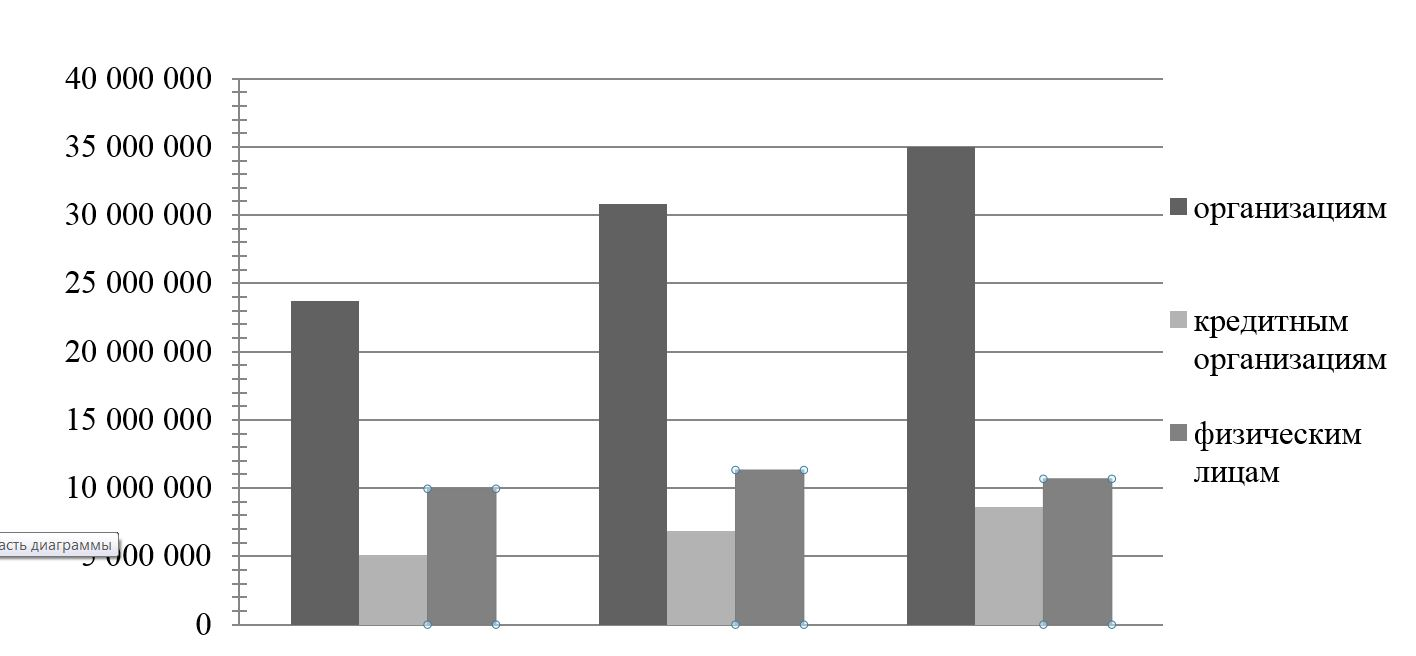 40 000 000
35 000 000
30 000 000
25 000 000
20 000 000
15 000 000
10 000 000
5 000 000
0
асть диаграммы
организациям
кредитным
организациям
физическим
лицам